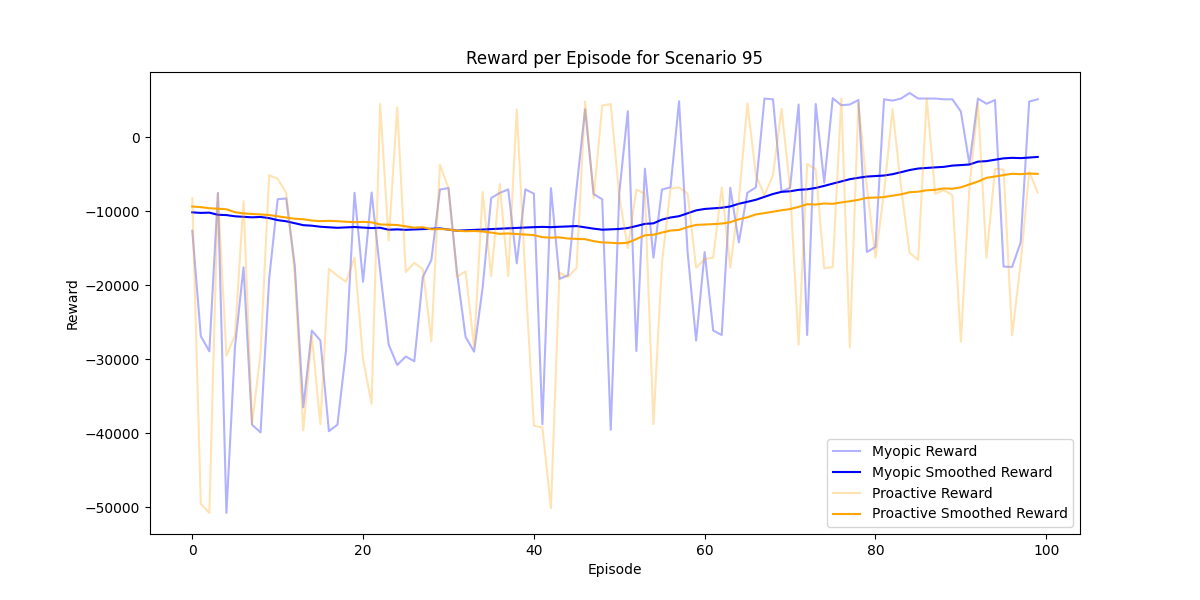 Reward per Episode for Scenario 95
Reward
0
−10000
−20000
−30000
−40000
−50000
0
20
40
60
80
100
Episode
Myopic Reward
Myopic Smoothed Reward
Proactive Reward
Proactive Smoothed Reward